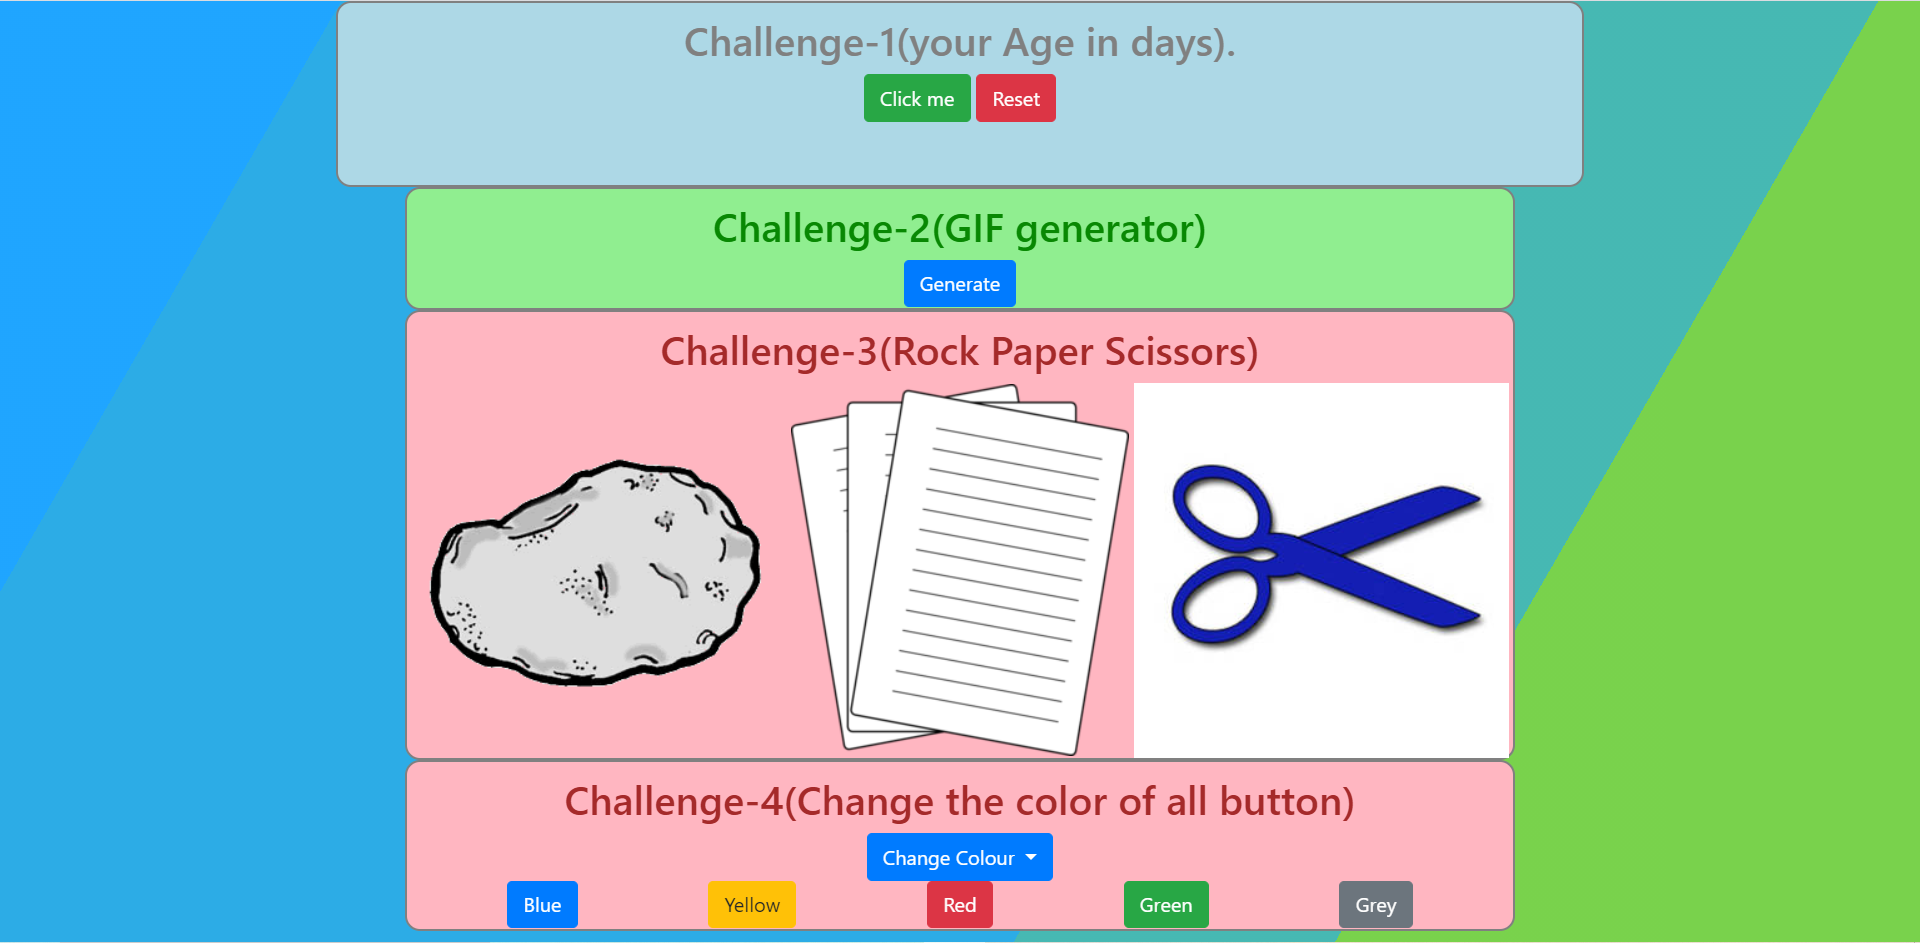 Challenge-1(your Age in days).
Click me Reset
Challenge-2(GIF generator)
Generate
Challenge-3(Rock Paper Scissors)
Challenge-4(Change the color of all button)
Change Colour
Blue Yellow Red Green Grey